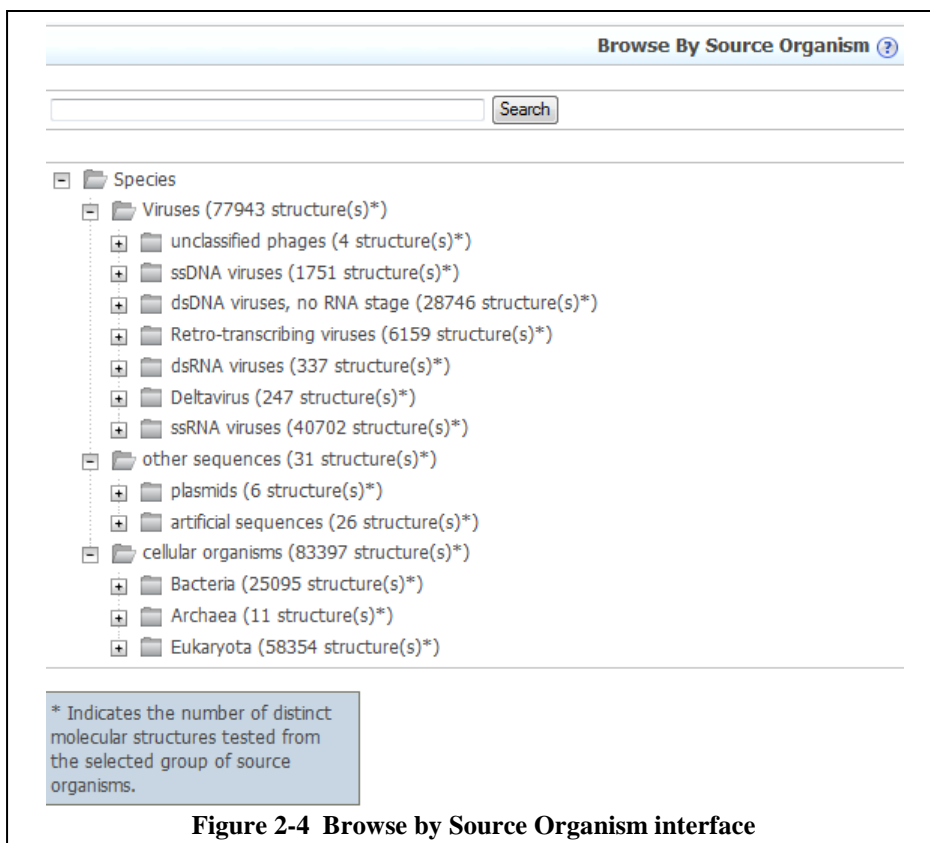 Browse By Source Organism ?
Search
Species
Viruses (77943 structure(s)*)
unclassified phages (4 structure(s)*)
ssDNA viruses (1751 structure(s)*)
dsDNA viruses, no RNA stage (28746 structure(s)*)
Retro-transcribing viruses (6159 structure(s)*)
dsRNA viruses (337 structure(s)*)
Deltavirus (247 structure(s)*)
ssRNA viruses (40702 structure(s)*)
other sequences (31 structure(s)*)
plasmids (6 structure(s)*)
artificial sequences (26 structure(s)*)
cellular organisms (83397 structure(s)*)
Bacteria (25095 structure(s)*)
Archaea (11 structure(s)*)
Eukaryota (58354 structure(s)*)
* Indicates the number of distinct
molecular structures tested from
the selected group of source
organisms.
Figure 2-4 Browse by Source Organism interface